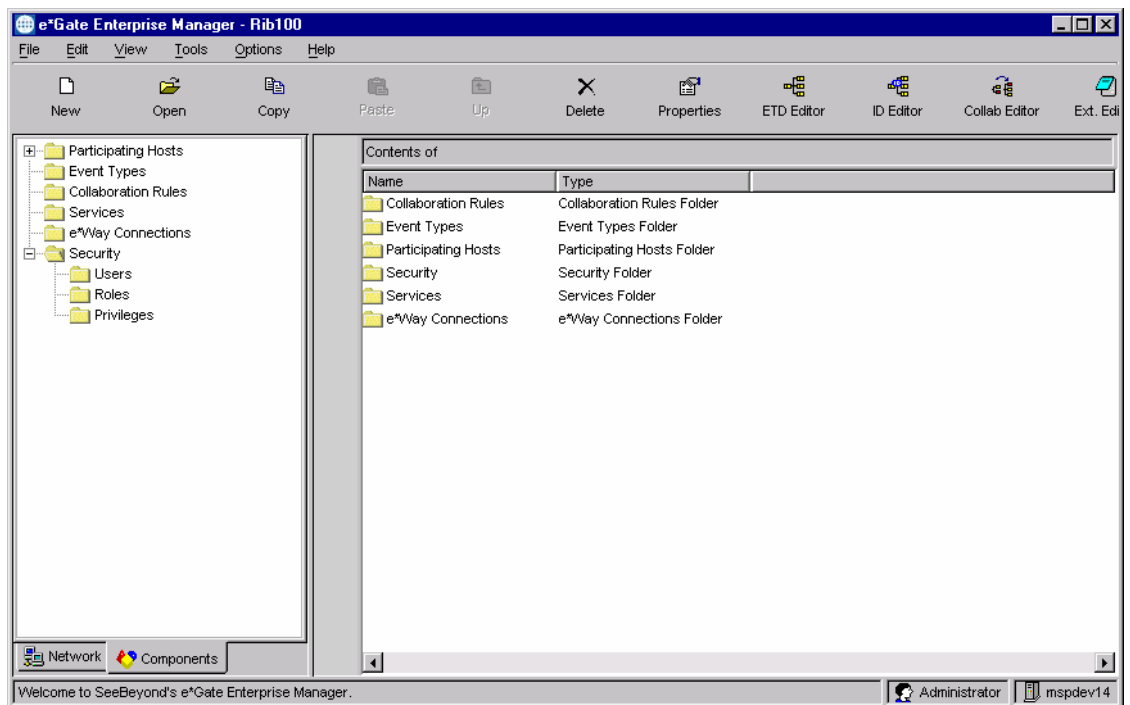 e*Gate Enterprise Manager - Rib100
File Edit View Tools Options Help
New Open Copy Paste Up Delete Properties ETD Editor ID Editor Collab Editor Ext. Edi
Participating Hosts
Event Types
Collaboration Rules
Services
e*Way Connections
Security
Users
Roles
Privileges
Network Components
Contents of
Name Type
Collaboration Rules Collaboration Rules Folder
Event Types Event Types Folder
Participating Hosts Participating Hosts Folder
Security Security Folder
Services Services Folder
e*Way Connections e*Way Connections Folder
Welcome to SeeBeyond's e*Gate Enterprise Manager. Administrator mspdev14